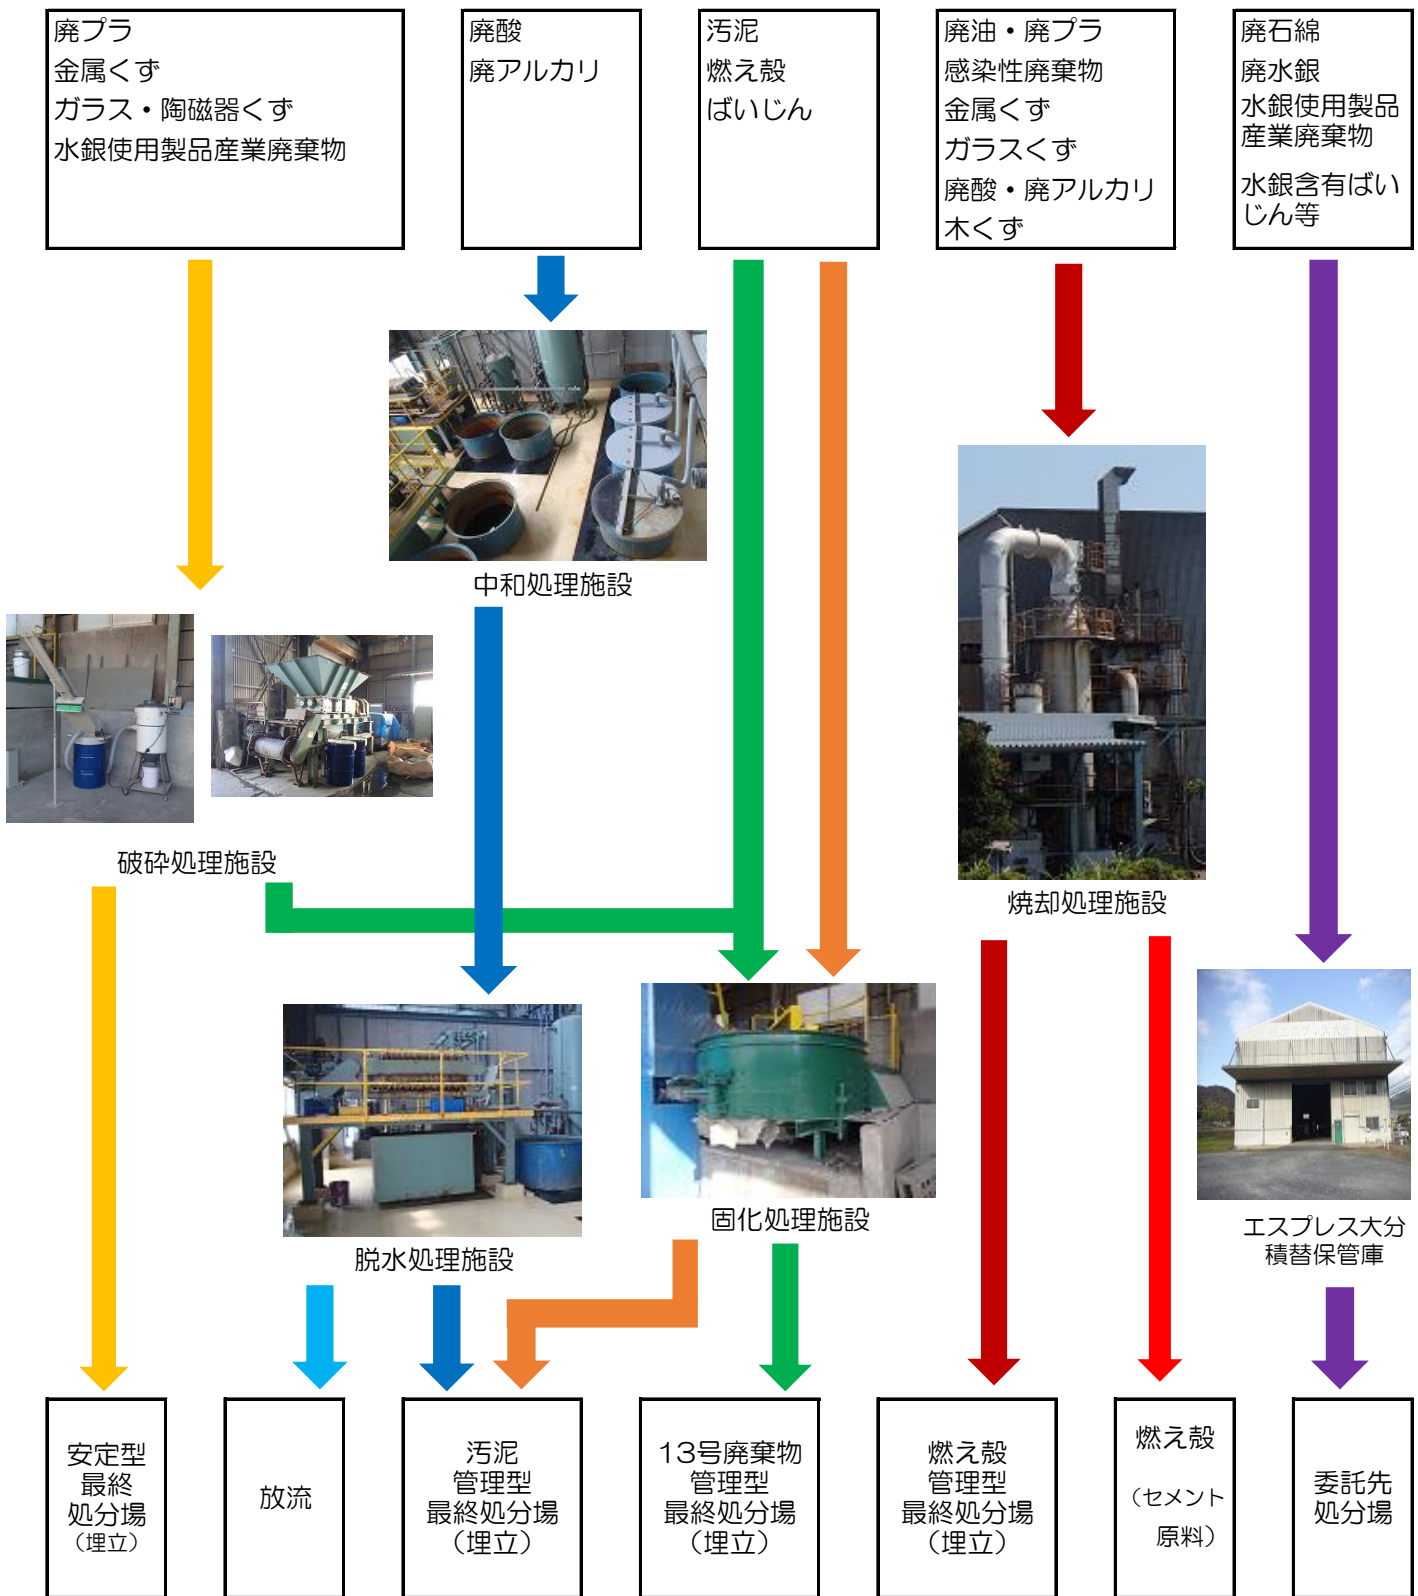 廃プラ
金属くず
ガラス・陶磁器くず
水銀使用製品産業廃棄物
廃酸
廃アルカリ
汚泥
燃え殻
ばいじん
廃油・廃プラ
感染性廃棄物
金属くず
ガラスくず
廃酸・廃アルカリ
木くず
廃石綿
廃水銀
水銀使用製品
産業廃棄物
水銀含有ばい
じん等
中和処理施設
破砕処理施設
焼却処理施設
脱水処理施設
固化処理施設
エスプレス大分
積替保管庫
安定型
最終
処分場
（埋立）
放流
汚泥
管理型
最終処分場
（埋立）
13号廃棄物
管理型
最終処分場
（埋立）
燃え殻
管理型
最終処分場
（埋立）
燃え殻
（セメント
原料）
委託先
処分場